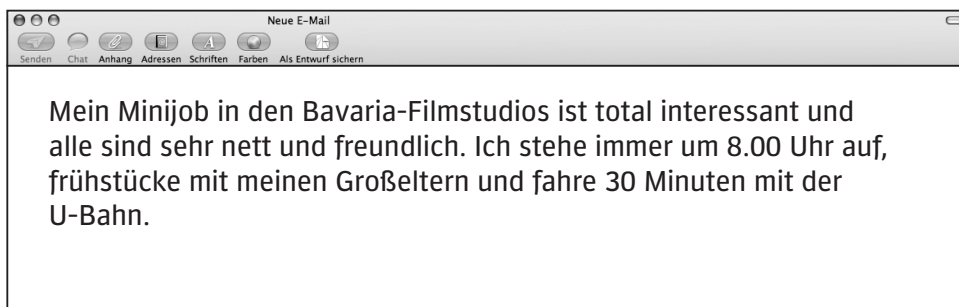 Neue E-Mail
Senden Chat Anhang Adressen Schriften Farben Als Entwurf sichern
Mein Minijob in den Bavaria-Filmstudios ist total interessant und
alle sind sehr nett und freundlich. Ich stehe immer um 8.00 Uhr auf,
frühstücke mit meinen Großeltern und fahre 30 Minuten mit der
U-Bahn.